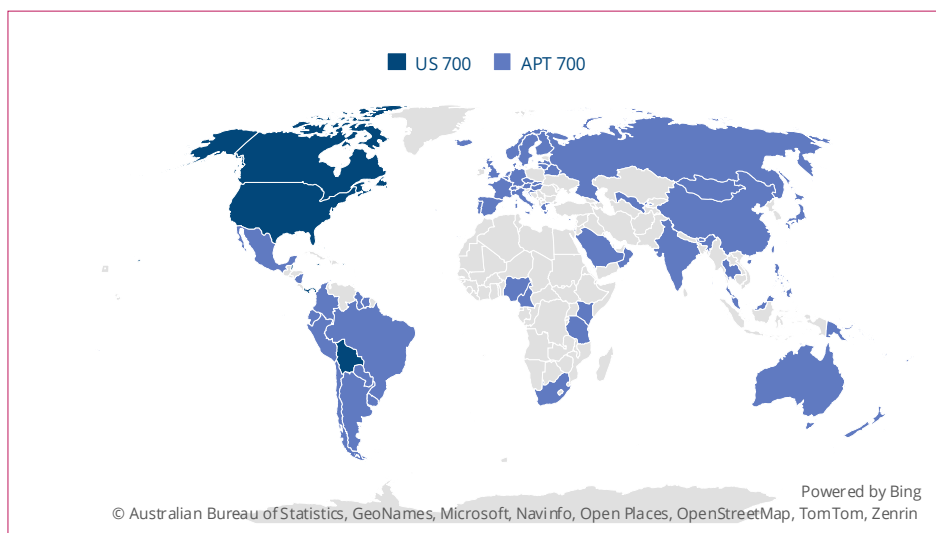 US 700 APT 700
Powered by Bing
© Australian Bureau of Statistics, GeoNames, Microsoft, Navinfo, Open Places, OpenStreetMap, TomTom, Zenrin